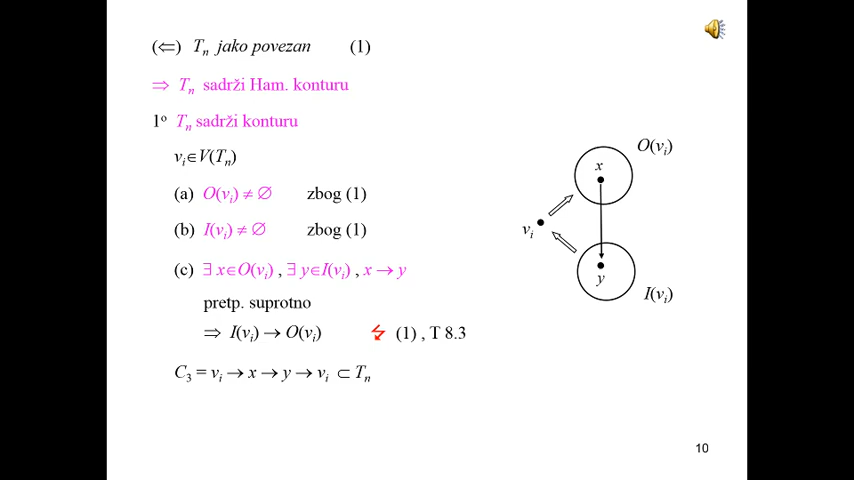 (⇐) Tₙ jako povezan (1)
⇒ Tₙ sadrži Ham. konturu
1º Tₙ sadrži konturu
vᵢ∈V(Tₙ)
(a) O(vᵢ) ≠ ∅ zbog (1)
(b) I(vᵢ) ≠ ∅ zbog (1)
(c) ∃ x∈O(vᵢ) , ∃ y∈I(vᵢ) , x → y
pretp. suprotno
⇒ I(vᵢ) → O(vᵢ) (1) , T 8.3
C₃ = vᵢ → x → y → vᵢ ⊂ Tₙ
O(vᵢ)
x
vᵢ
y
I(vᵢ)
10